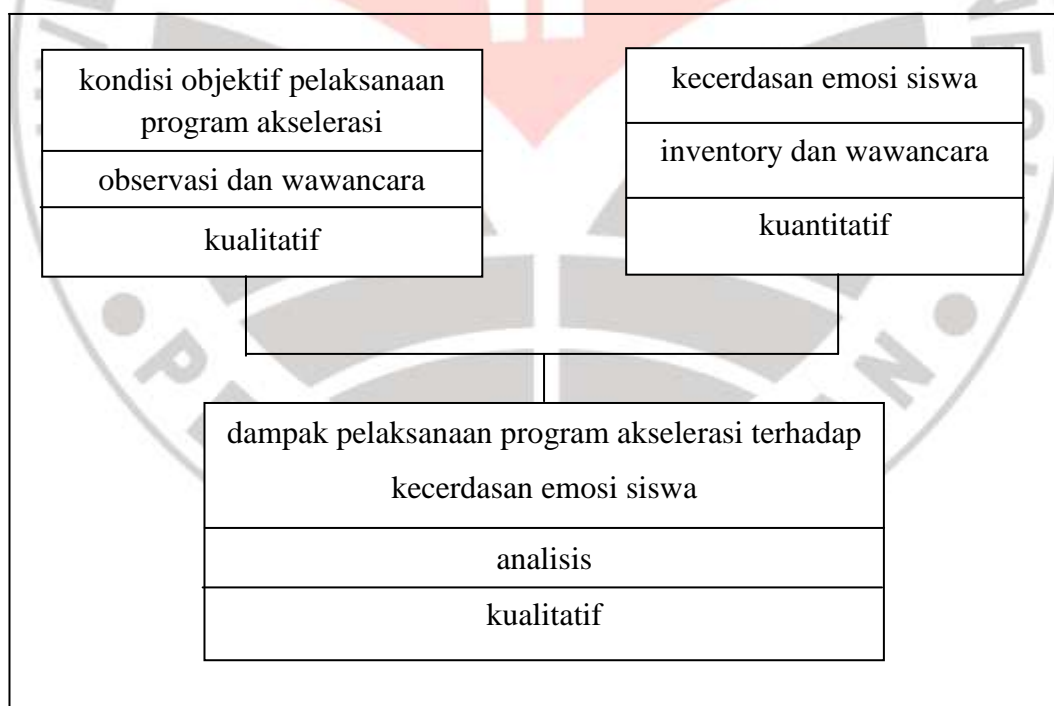 kondisi objektif pelaksanaan
program akselerasi
observasi dan wawancara
kualitatif
kecerdasan emosi siswa
inventory dan wawancara
kuantitatif
dampak pelaksanaan program akselerasi terhadap
kecerdasan emosi siswa
analisis
kualitatif